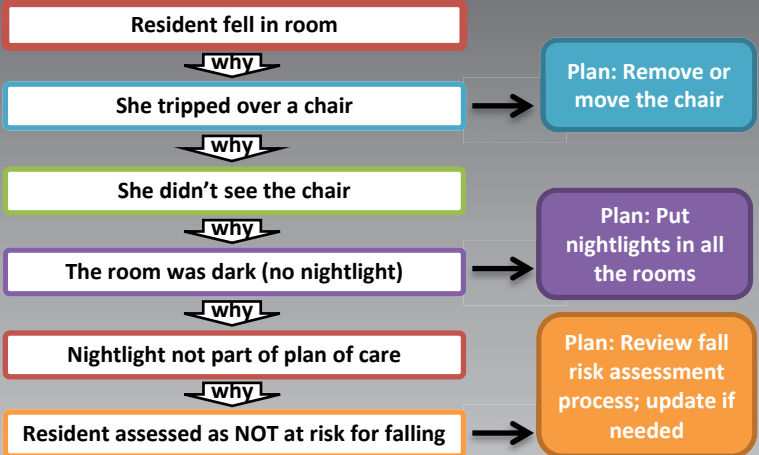 Resident fell in room
why
She tripped over a chair
Plan: Remove or
move the chair
why
She didn't see the chair
why
The room was dark (no nightlight)
Plan: Put
nightlights in all
the rooms
why
Nightlight not part of plan of care
why
Resident assessed as NOT at risk for falling
Plan: Review fall
risk assessment
process; update if
needed